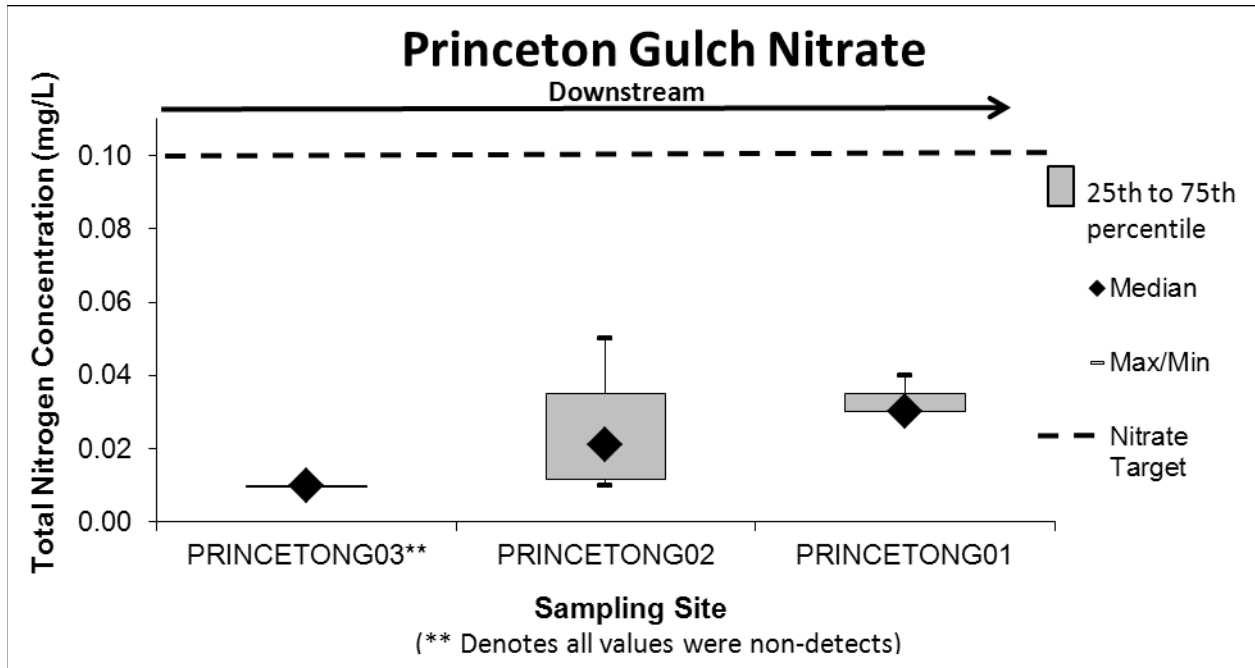 Princeton Gulch Nitrate
Downstream
Total Nitrogen Concentration (mg/L)
0.10
0.08
0.06
0.04
0.02
0.00
PRINCETONG03**
PRINCETONG02
PRINCETONG01
Sampling Site
(** Denotes all values were non-detects)
25th to 75th
percentile
Median
Max/Min
Nitrate
Target